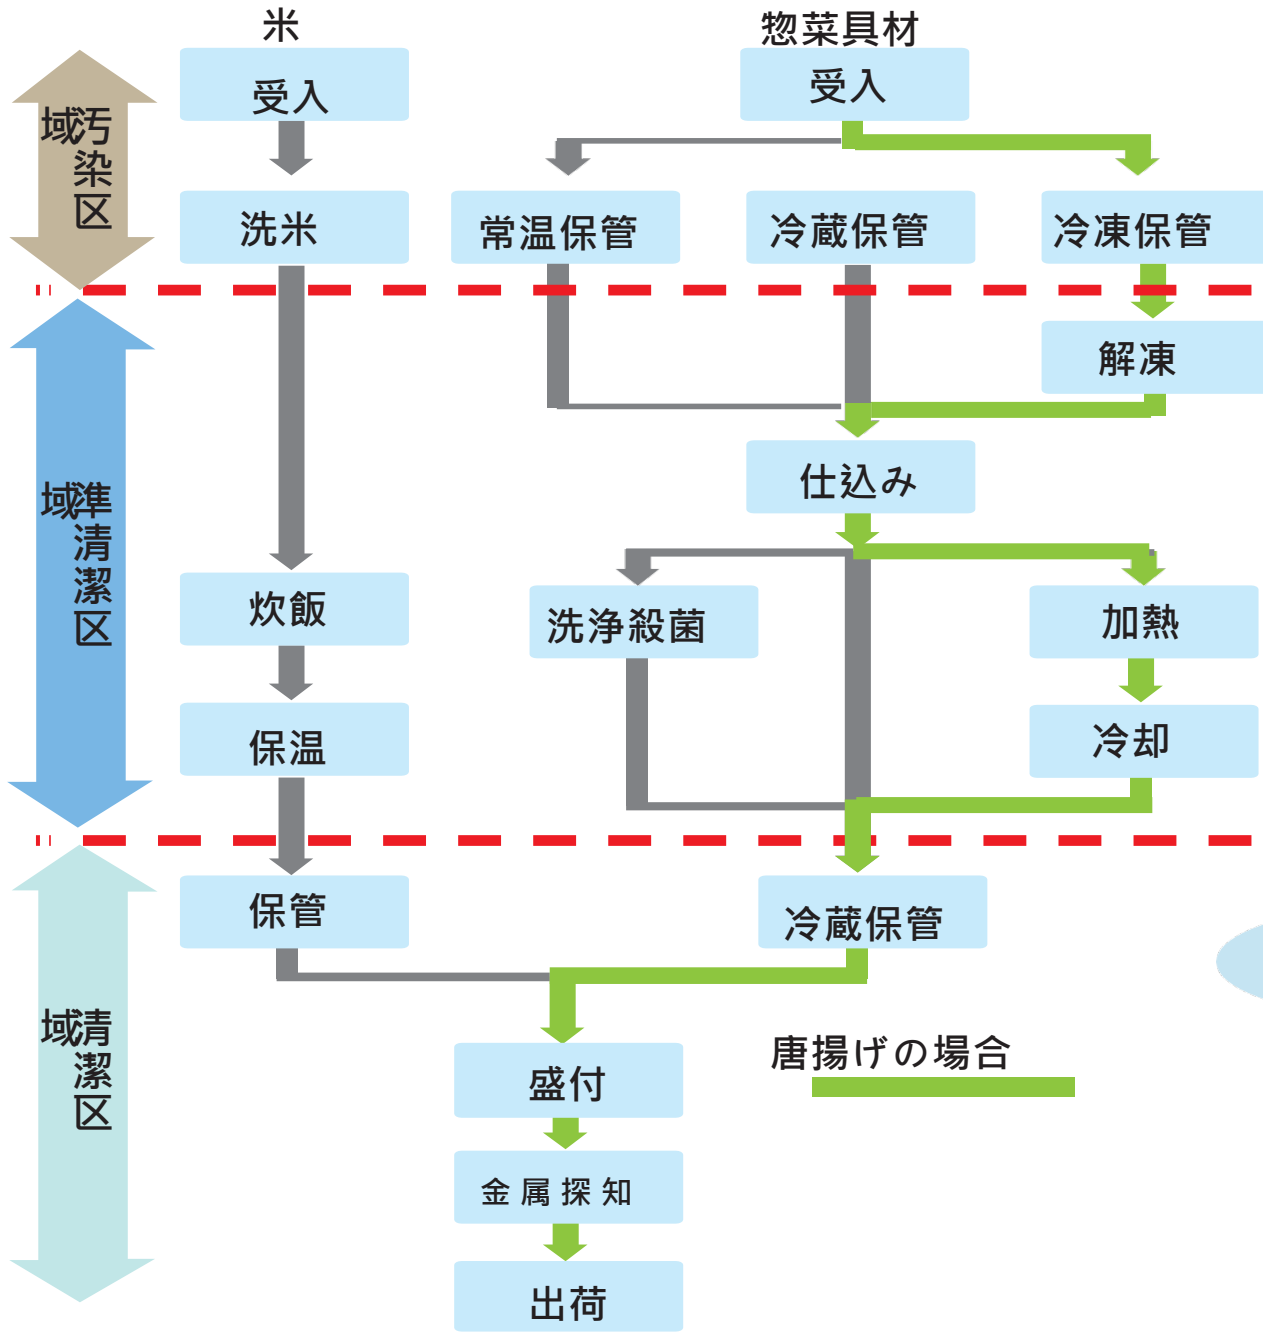 米
惣菜具材
受入
受入
汚染区域
洗米
常温保管
冷蔵保管
冷凍保管
解凍
準清潔区域
仕込み
炊飯
洗浄殺菌
加熱
保温
冷却
保管
冷蔵保管
清潔区域
唐揚げの場合
盛付
金属探知
出荷